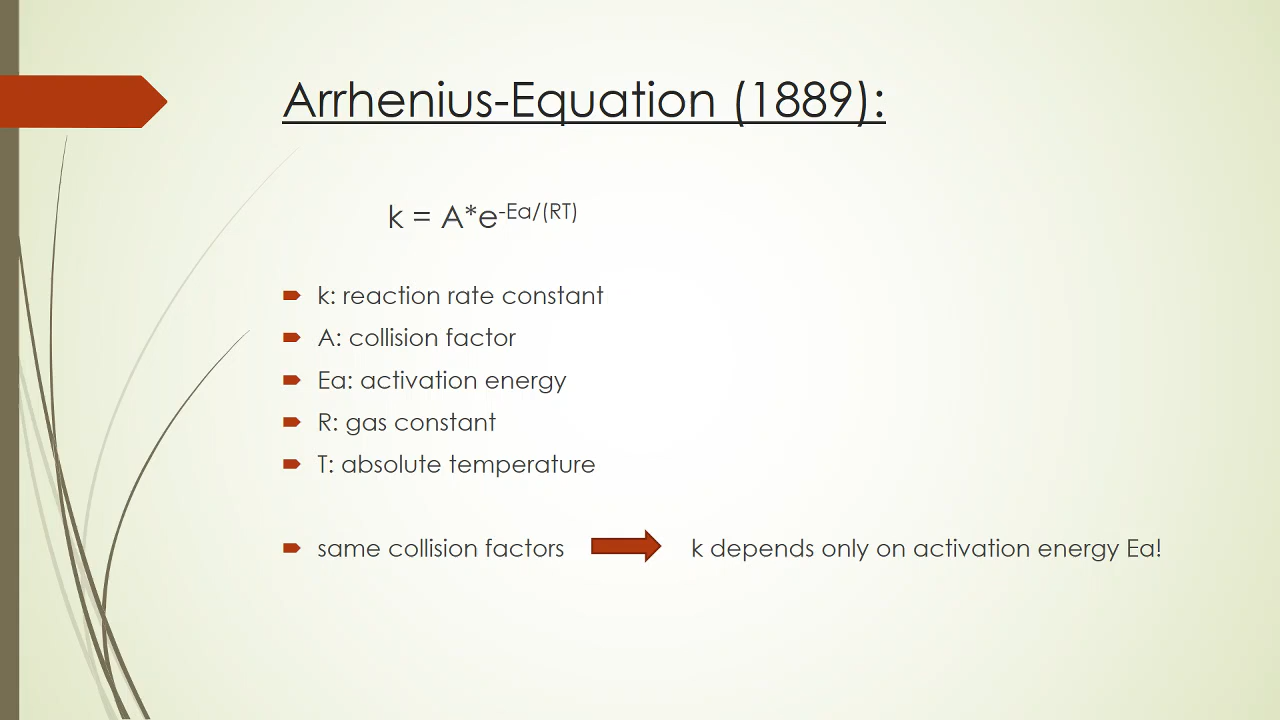 Arrhenius-Equation (1889):
k = A*e-Ea/(RT)
k: reaction rate constant
A: collision factor
Ea: activation energy
R: gas constant
T: absolute temperature
same collision factors k depends only on activation energy Ea!